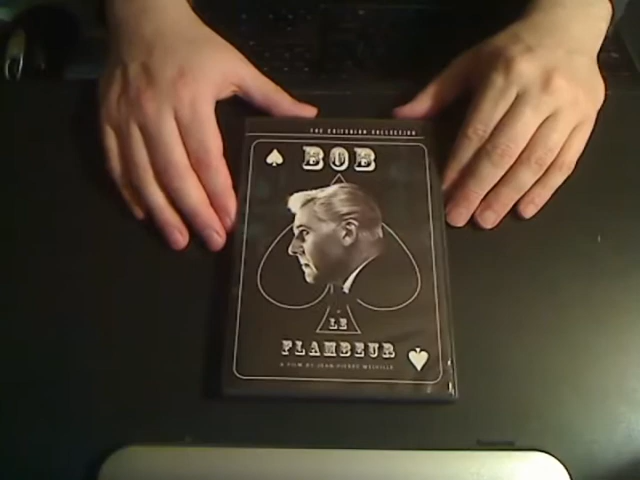 THE CRITERION COLLECTION
BOB
LE
FLAMBEUR
A FILM BY JEAN-PIERRE MELVILLE